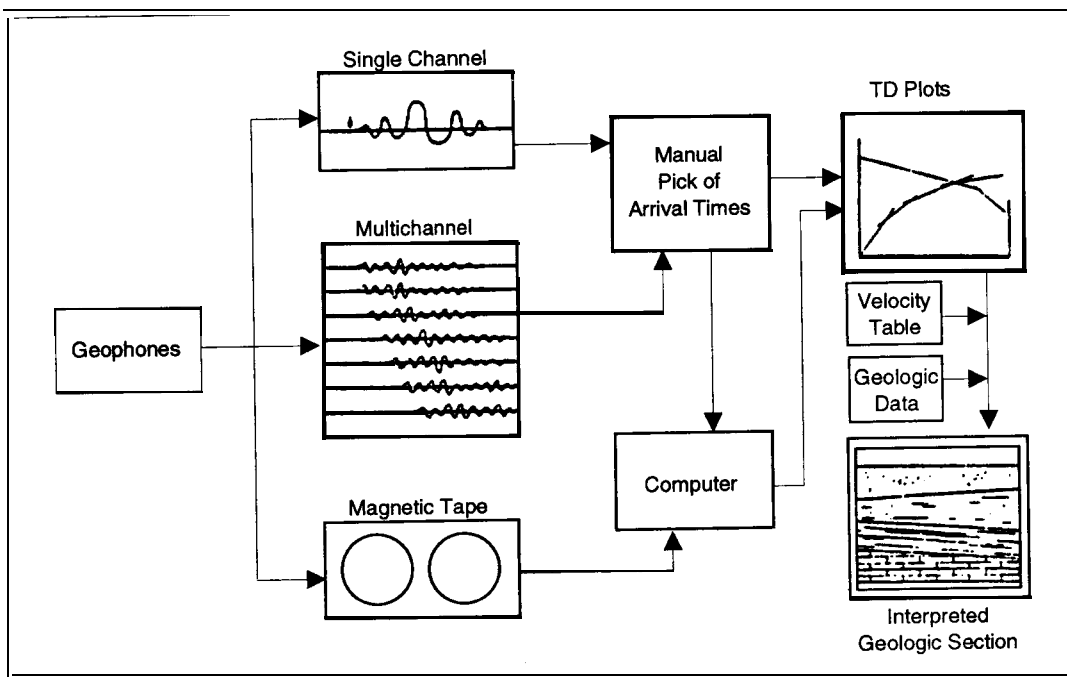 Single Channel
TD Plots
Manual
Pick of
Arrival Times
Multichannel
Geophones
Velocity
Table
Geologic
Data
Computer
Magnetic Tape
Interpreted
Geologic Section